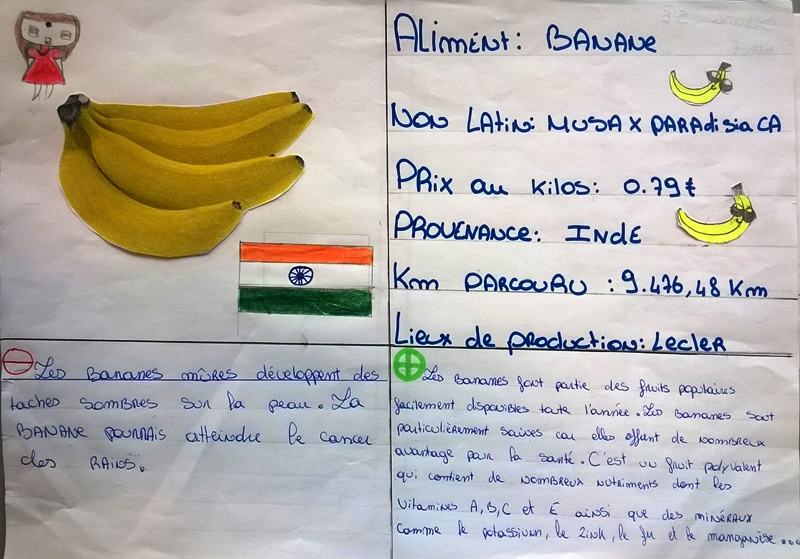 Aliment: BANANE
NON LATIN: MUSA X PARAdisiaCA
PRix au kilos: 0.79€
PROVENANCE: INdE
Km PARCOURU : 9.476,48 Km
Lieux de production: Lecler
Les BANANES mûres développent des
taches sombres sur la peau. La
BANANE pourrais atteindre le cancer
des RAINS.
Les BANANES font partie des fruits populaires
facilement disponibles toute l'année. Les BANANES sont
particulièrement saines car elles offrent de nombreux
avantage pour la santé. C'est un fruit polyvalent
qui contient de nombreux nutriments dont les
vitamines A, B, C et E ainsi que des minéraux
comme le potassium, le zink, le fer et le manganèse...